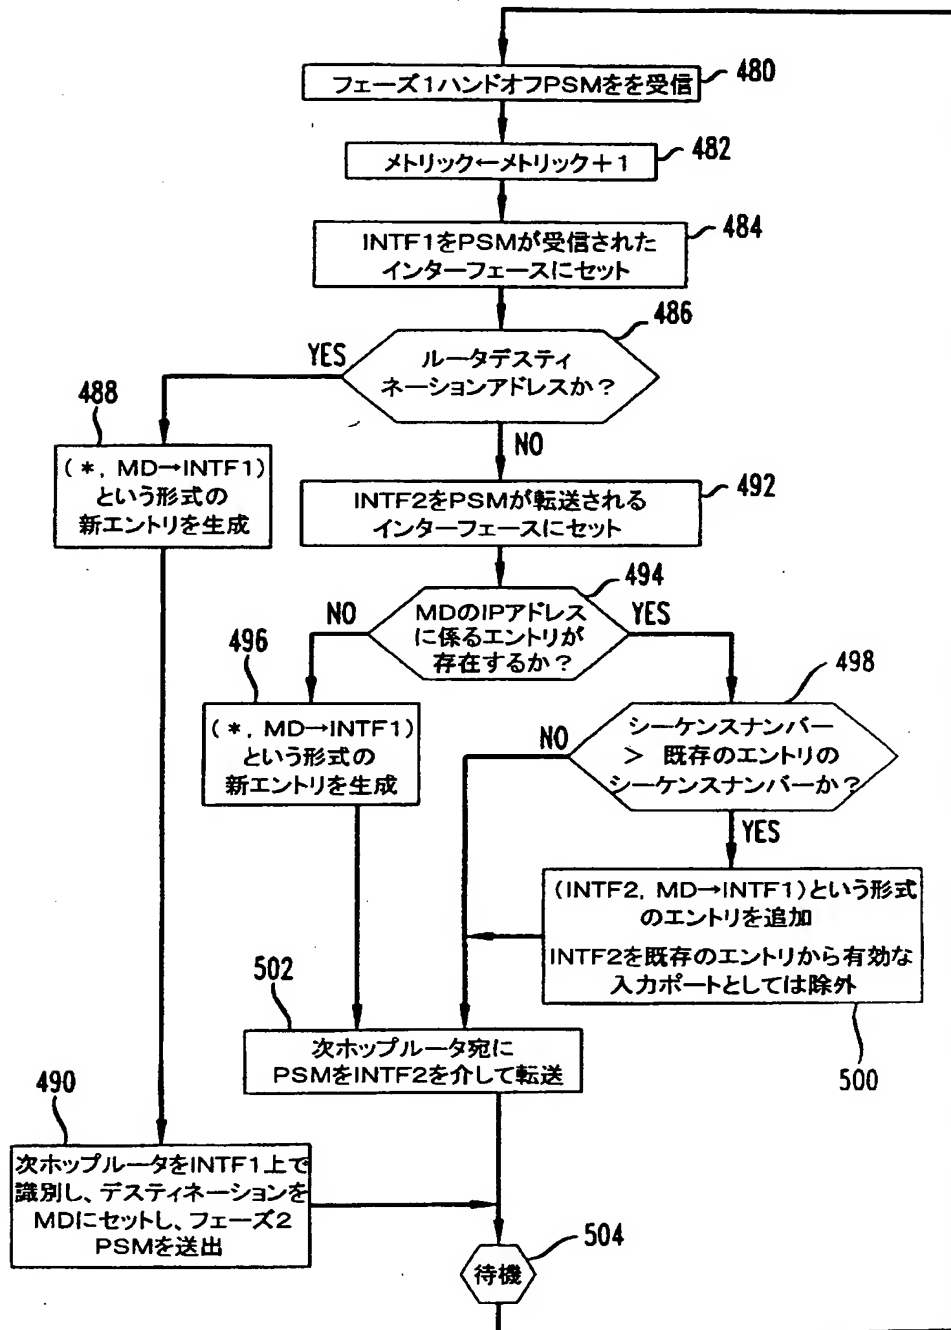 フェーズ1ハンドオフPSMをを受信
480
メトリック←メトリック+1
482
INTF1をPSMが受信された
インターフェースにセット
484
ルータデスティ
ネーションアドレスか?
486
YES
NO
488
(*, MD→INTF1)
という形式の
新エントリを生成
INTF2をPSMが転送される
インターフェースにセット
492
MDのIPアドレス
に係るエントリが
存在するか?
494
NO
YES
496
(*, MD→INTF1)
という形式の
新エントリを生成
498
シーケンスナンバー
> 既存のエントリの
シーケンスナンバーか?
NO
YES
(INTF2, MD→INTF1)という形式
のエントリを追加
INTF2を既存のエントリから有効な
入力ポートとしては除外
500
502
次ホップルータ宛に
PSMをINTF2を介して転送
490
次ホップルータをINTF1上で
識別し、デスティネーションを
MDにセットし、フェーズ2
PSMを送出
待機
504